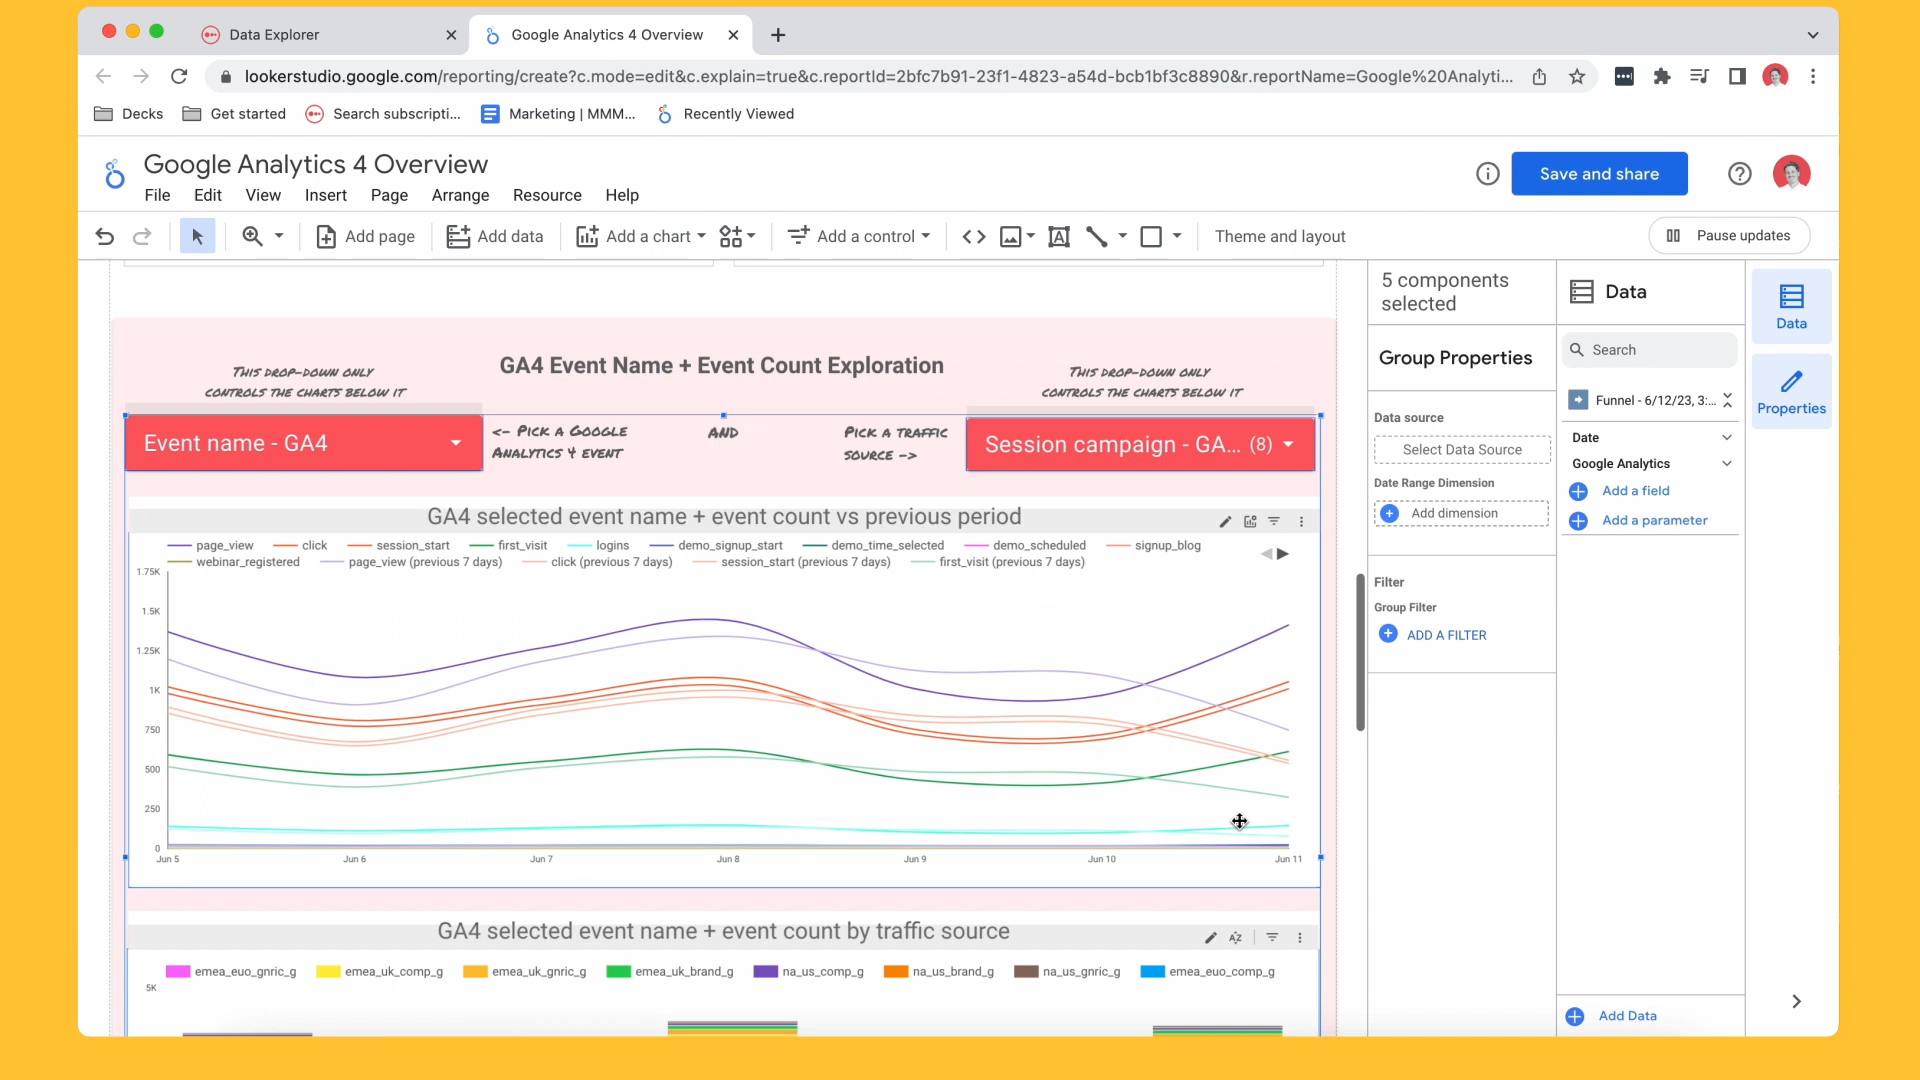 Data Explorer
Google Analytics 4 Overview
lookerstudio.google.com/reporting/create?c.mode=edit&c.explain=true&c.reportId=2bfc7b91-23f1-4823-a54d-bcb1bf3c8890&r.reportName=Google%20Analyti...
Decks
Get started
Search subscripti...
Marketing | MMM...
Recently Viewed
Google Analytics 4 Overview
File Edit View Insert Page Arrange Resource Help
Save and share
Add page
Add data
Add a chart
Add a control
Theme and layout
Pause updates
THIS DROP-DOWN ONLY
CONTROLS THE CHARTS BELOW IT
GA4 Event Name + Event Count Exploration
THIS DROP-DOWN ONLY
CONTROLS THE CHARTS BELOW IT
Event name - GA4
<- PICK A GOOGLE
ANALYTICS 4 EVENT
AND
PICK A TRAFFIC
SOURCE ->
Session campaign - GA... (8)
GA4 selected event name + event count vs previous period
page_view click session_start first_visit logins demo_signup_start demo_time_selected demo_scheduled signup_blog
webinar_registered page_view (previous 7 days) click (previous 7 days) session_start (previous 7 days) first_visit (previous 7 days)
1.75K
1.5K
1.25K
1K
750
500
250
0
Jun 5 Jun 6 Jun 7 Jun 8 Jun 9 Jun 10 Jun 11
GA4 selected event name + event count by traffic source
emea_euo_gnric_g emea_uk_comp_g emea_uk_gnric_g emea_uk_brand_g na_us_comp_g na_us_brand_g na_us_gnric_g emea_euo_comp_g
5K
5 components
selected
Group Properties
Data source
Select Data Source
Date Range Dimension
Add dimension
Filter
Group Filter
ADD A FILTER
Data
Search
Funnel - 6/12/23, 3:...
Date
Google Analytics
Add a field
Add a parameter
Add Data
Data
Properties